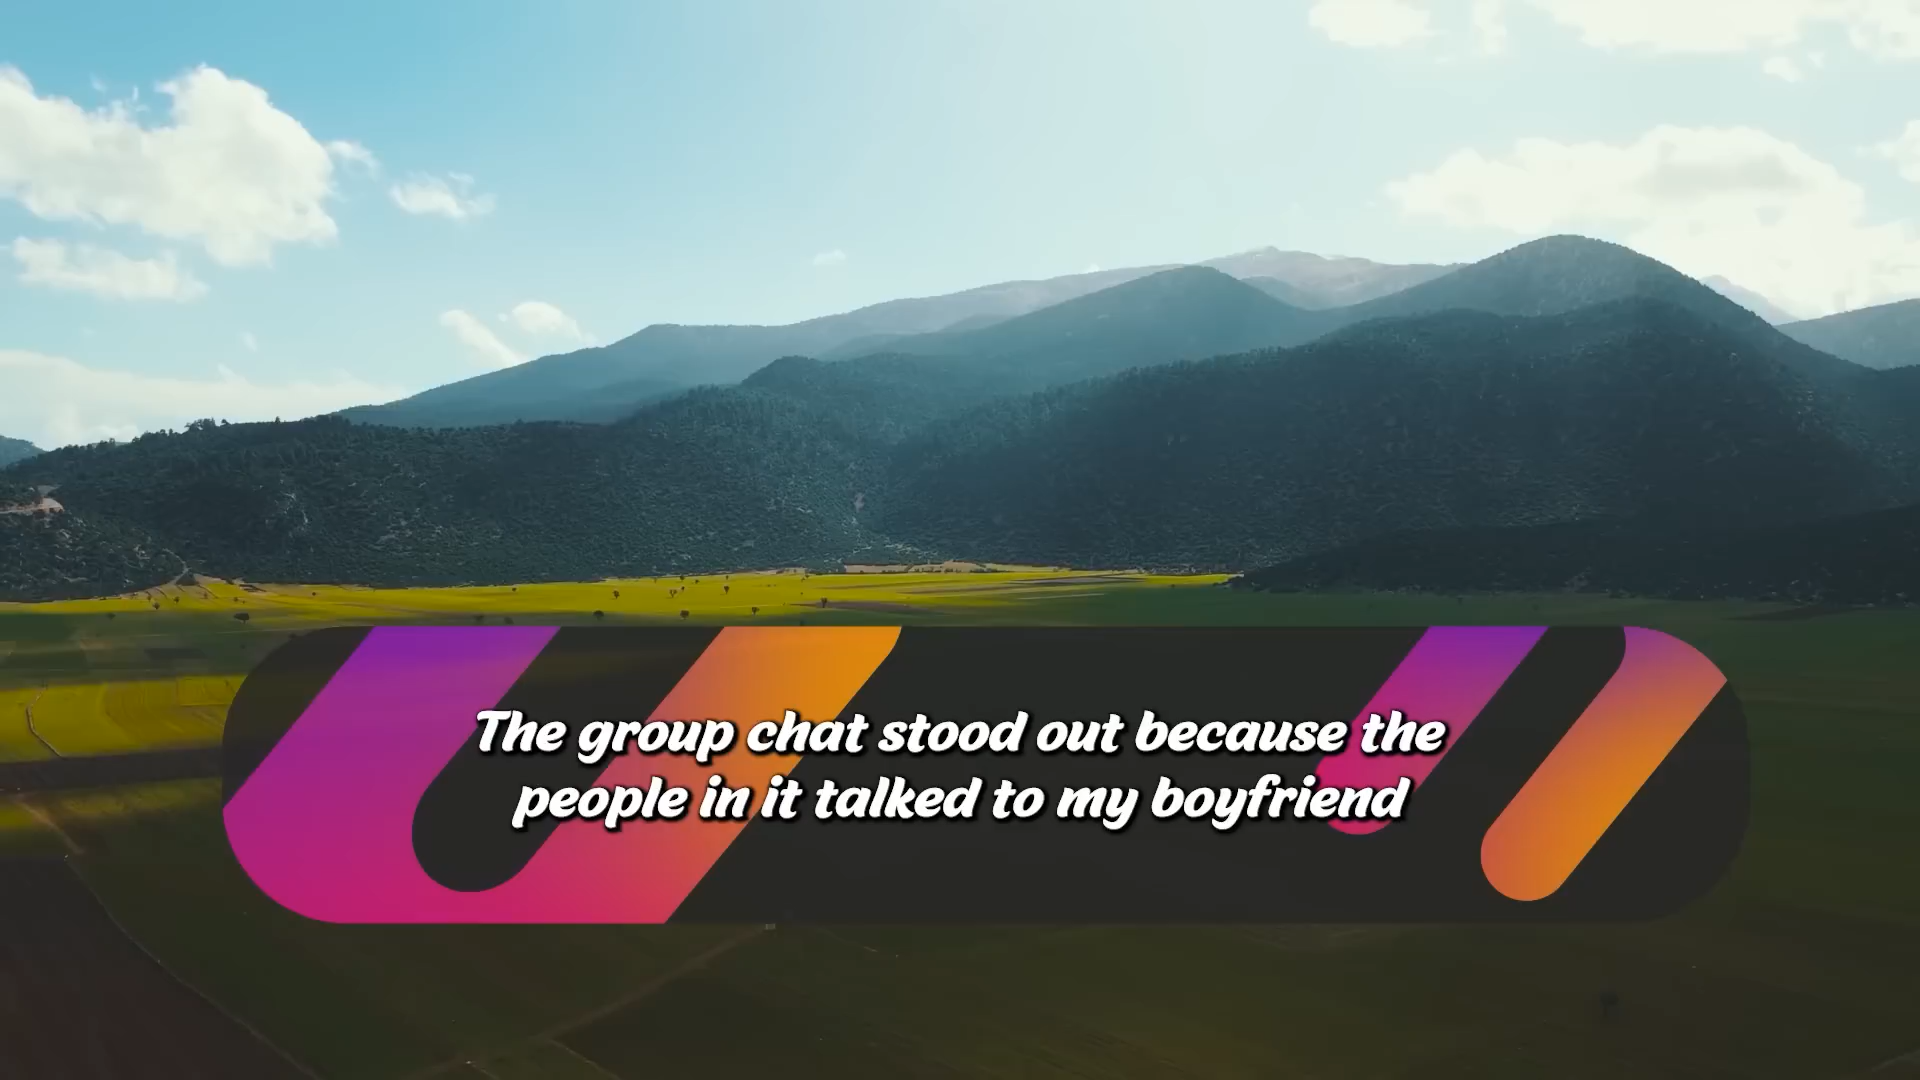 The group chat stood out because the
people in it talked to my boyfriend